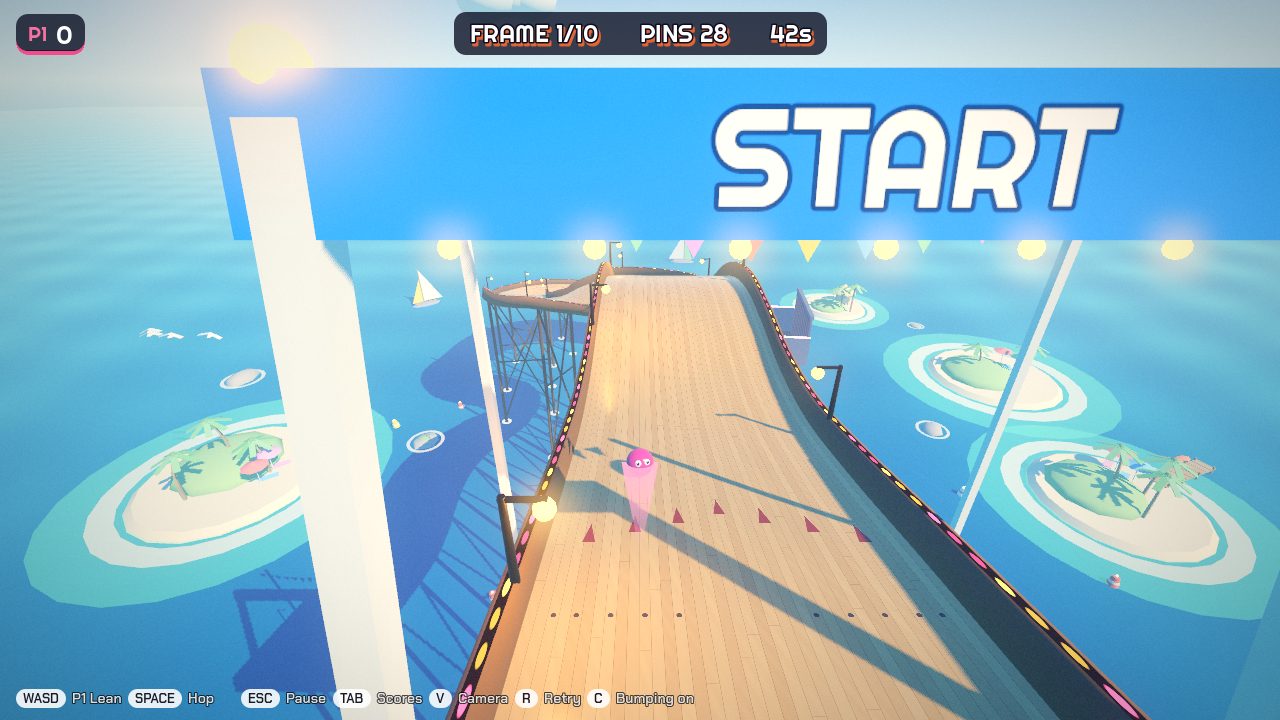 P1 0
FRAME 1/10 PINS 28 42s
START
WASD P1 Lean SPACE Hop ESC Pause TAB Scores V Camera R Retry C Bumping on